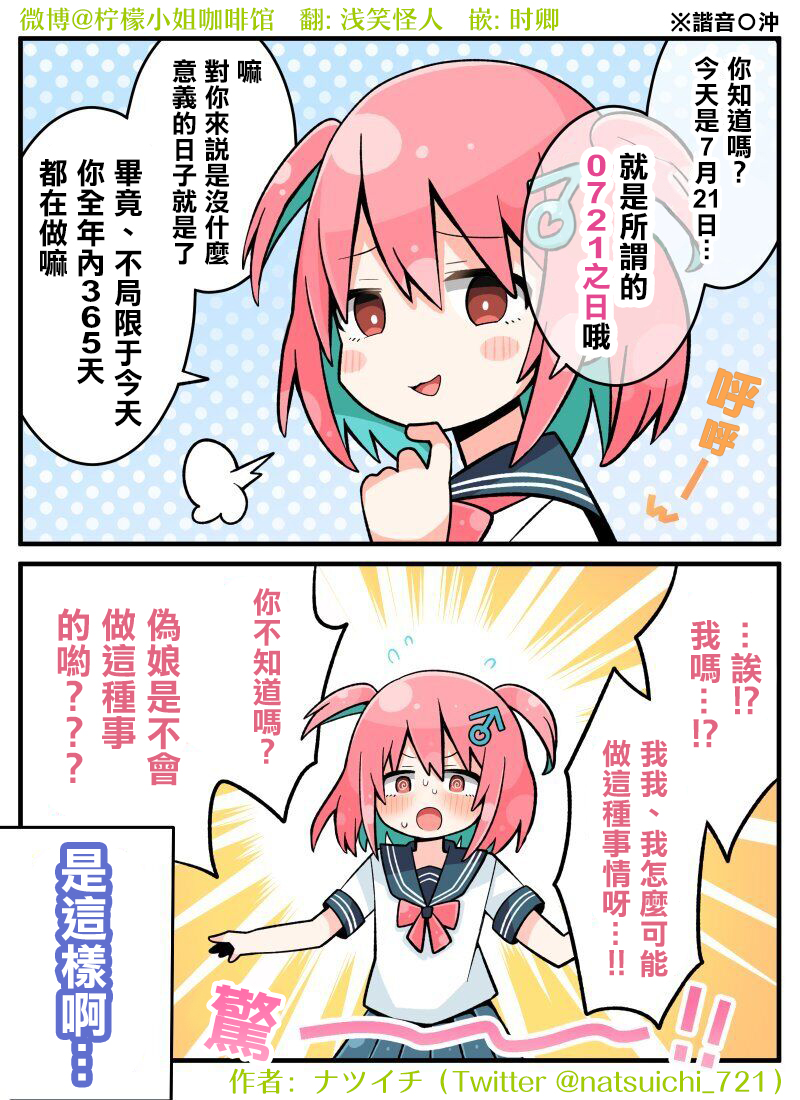 微博@柠檬小姐咖啡馆 翻: 浅笑怪人 嵌: 时卿
※諧音〇沖
你知道嗎?
今天是7月21日…
就是所謂的
0721之日哦
嘛
對你來説是沒什麼
意義的日子就是了
畢竟、不局限于今天
你全年內365天
都在做嘛
呼呼ーw
…誒!?
我嗎…!?
我我、我怎麼可能
做這種事情呀…!!
你不知道嗎?
偽娘是不會
做這種事
的喲???
驚
!!
是這樣啊…
作者: ナツイチ (Twitter @natsuichi_721)